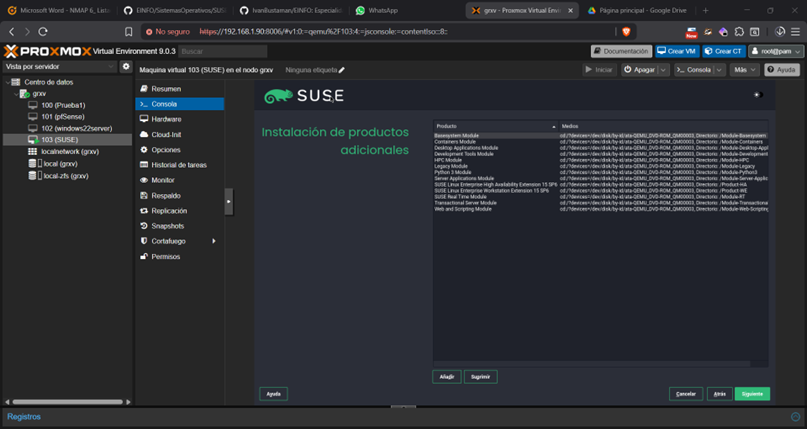 Microsoft Word - NMAP 6_ Lista
EINFO/SistemasOperativos/SUS
IvanBustaman/EINFO: Especialid
WhatsApp
grxv - Proxmox Virtual Envir
Página principal - Google Drive
No seguro https://192.168.1.90:8006/#v1:0:=qemu%2F103:4:=jsconsole:=contentIso:::8::
PROXMOX Virtual Environment 9.0.3 Buscar
Documentación Crear VM Crear CT root@pam
Vista por servidor
Centro de datos
grxv
100 (Prueba1)
101 (pfSense)
102 (windows22server)
103 (SUSE)
localnetwork (grxv)
local (grxv)
local-zfs (grxv)
Maquina virtual 103 (SUSE) en el nodo grxv Ninguna etiqueta
Iniciar Apagar Consola Más Ayuda
Resumen
Consola
Hardware
Cloud-Init
Opciones
Historial de tareas
Monitor
Respaldo
Replicación
Snapshots
Cortafuego
Permisos
SUSE
Instalación de productos
adicionales
Producto Medios
Basesystem-Module cd:/?devices=/dev/disk/by-id/ata-QEMU_DVD-ROM_QM00003, Directorio: /Module-Basesystem
Containers Module cd:/?devices=/dev/disk/by-id/ata-QEMU_DVD-ROM_QM00003, Directorio: /Module-Containers
Desktop Applications Module cd:/?devices=/dev/disk/by-id/ata-QEMU_DVD-ROM_QM00003, Directorio: /Module-Desktop-Appl
Development Tools Module cd:/?devices=/dev/disk/by-id/ata-QEMU_DVD-ROM_QM00003, Directorio: /Module-Development
HPC Module cd:/?devices=/dev/disk/by-id/ata-QEMU_DVD-ROM_QM00003, Directorio: /Module-HPC
Legacy Module cd:/?devices=/dev/disk/by-id/ata-QEMU_DVD-ROM_QM00003, Directorio: /Module-Legacy
Python 3 Module cd:/?devices=/dev/disk/by-id/ata-QEMU_DVD-ROM_QM00003, Directorio: /Module-Python3
Server Applications Module cd:/?devices=/dev/disk/by-id/ata-QEMU_DVD-ROM_QM00003, Directorio: /Module-Server-Applic
SUSE Linux Enterprise High Availability Extension 15 SP6 cd:/?devices=/dev/disk/by-id/ata-QEMU_DVD-ROM_QM00003, Directorio: /Product-HA
SUSE Linux Enterprise Workstation Extension 15 SP6 cd:/?devices=/dev/disk/by-id/ata-QEMU_DVD-ROM_QM00003, Directorio: /Product-WE
SUSE Real Time Module cd:/?devices=/dev/disk/by-id/ata-QEMU_DVD-ROM_QM00003, Directorio: /Module-RT
Transactional Server Module cd:/?devices=/dev/disk/by-id/ata-QEMU_DVD-ROM_QM00003, Directorio: /Module-Transactional
Web and Scripting Module cd:/?devices=/dev/disk/by-id/ata-QEMU_DVD-ROM_QM00003, Directorio: /Module-Web-Scripting
Añadir Suprimir
Ayuda Cancelar Atrás Siguiente
Registros